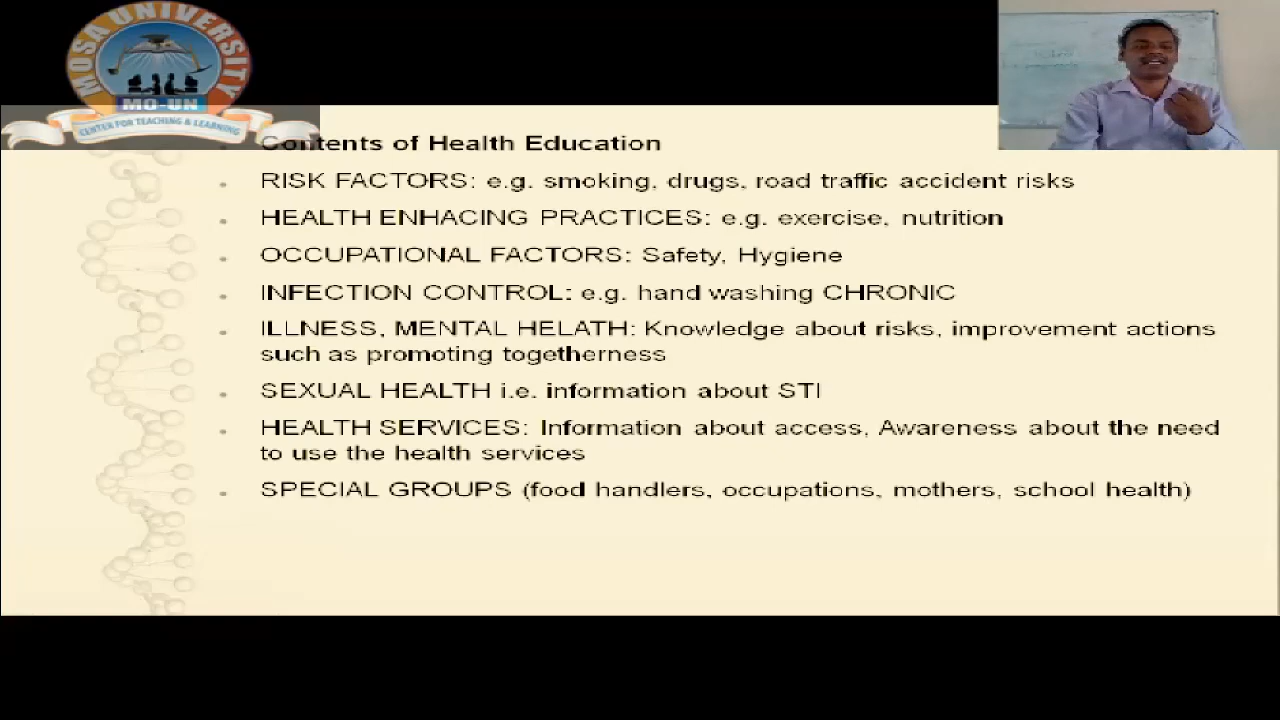 MOSA UNIVERSITY
MO-UN
CENTER FOR TEACHING & LEARNING
Contents of Health Education
RISK FACTORS: e.g. smoking, drugs, road traffic accident risks
HEALTH ENHACING PRACTICES: e.g. exercise, nutrition
OCCUPATIONAL FACTORS: Safety, Hygiene
INFECTION CONTROL: e.g. hand washing CHRONIC
ILLNESS, MENTAL HELATH: Knowledge about risks, improvement actions
such as promoting togetherness
SEXUAL HEALTH i.e. information about STI
HEALTH SERVICES: Information about access, Awareness about the need
to use the health services
SPECIAL GROUPS (food handlers, occupations, mothers, school health)